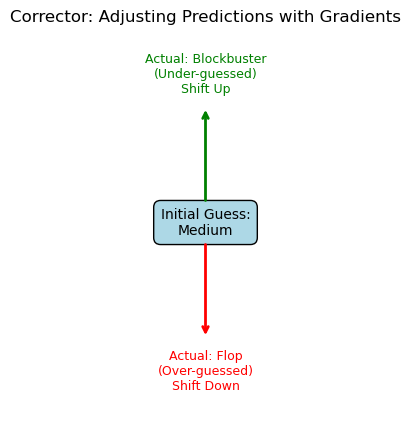 Corrector: Adjusting Predictions with Gradients
Actual: Blockbuster
(Under-guessed)
Shift Up
Initial Guess:
Medium
Actual: Flop
(Over-guessed)
Shift Down